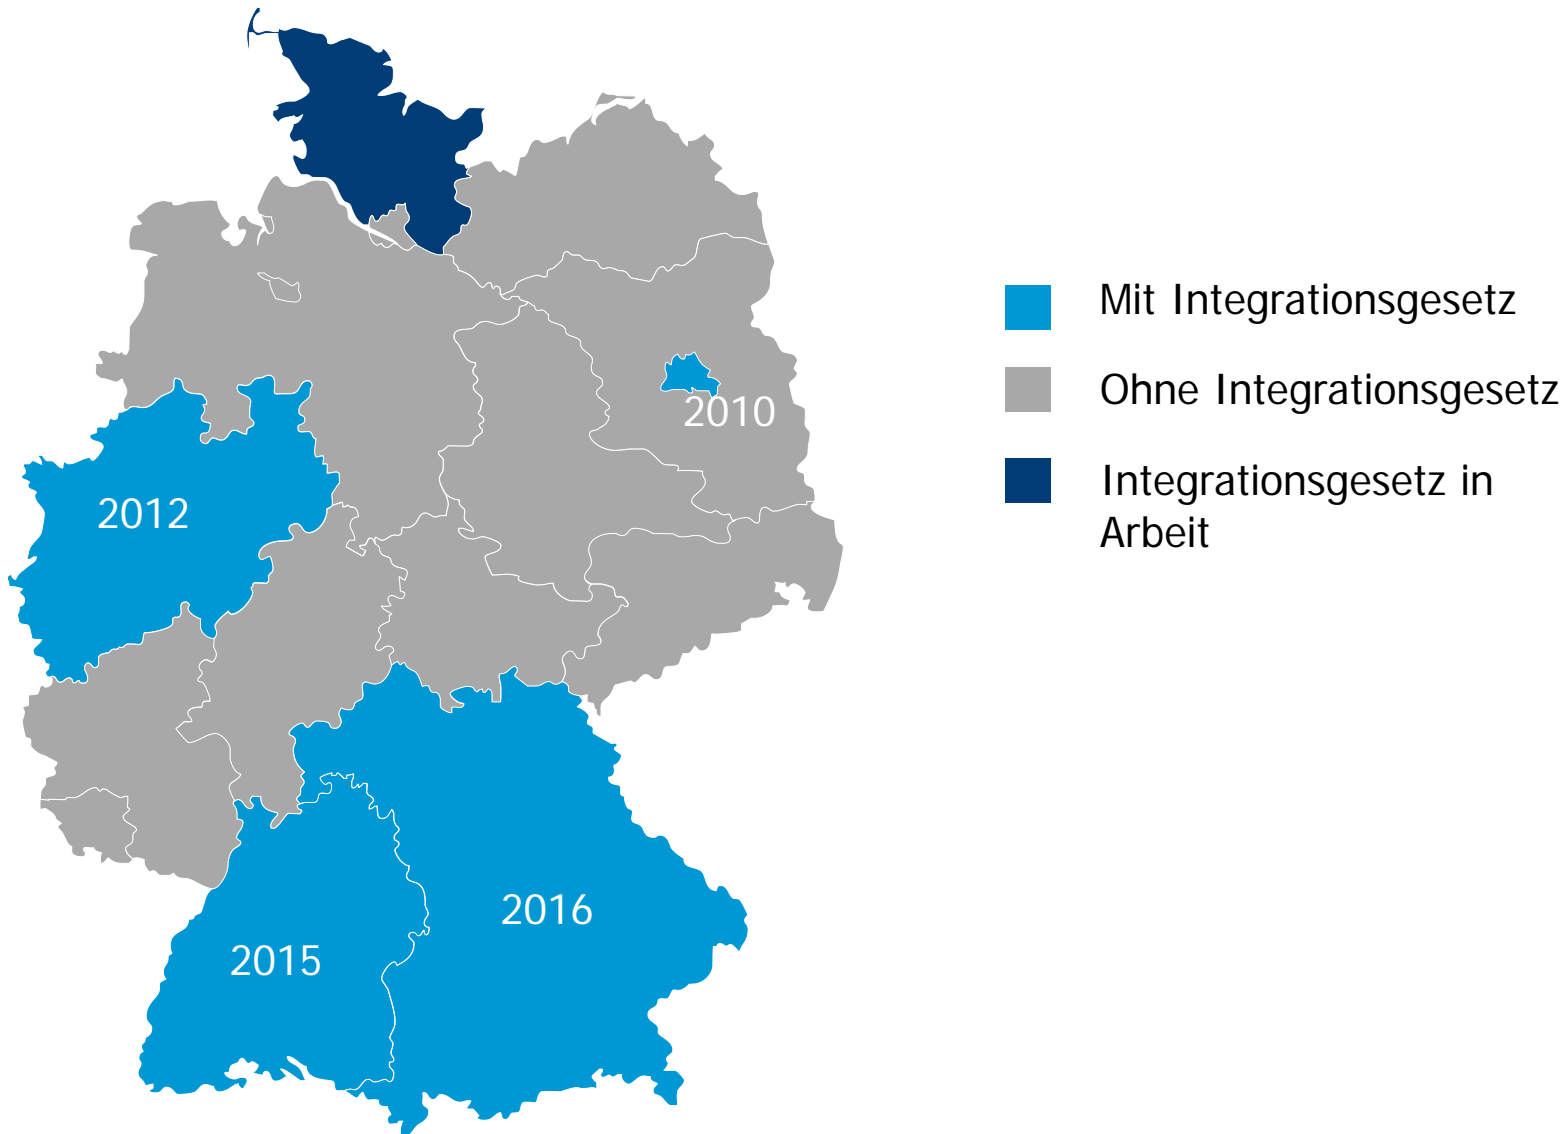 Mit Integrationsgesetz
Ohne Integrationsgesetz
2010
Integrationsgesetz in
Arbeit
2012
2016
2015